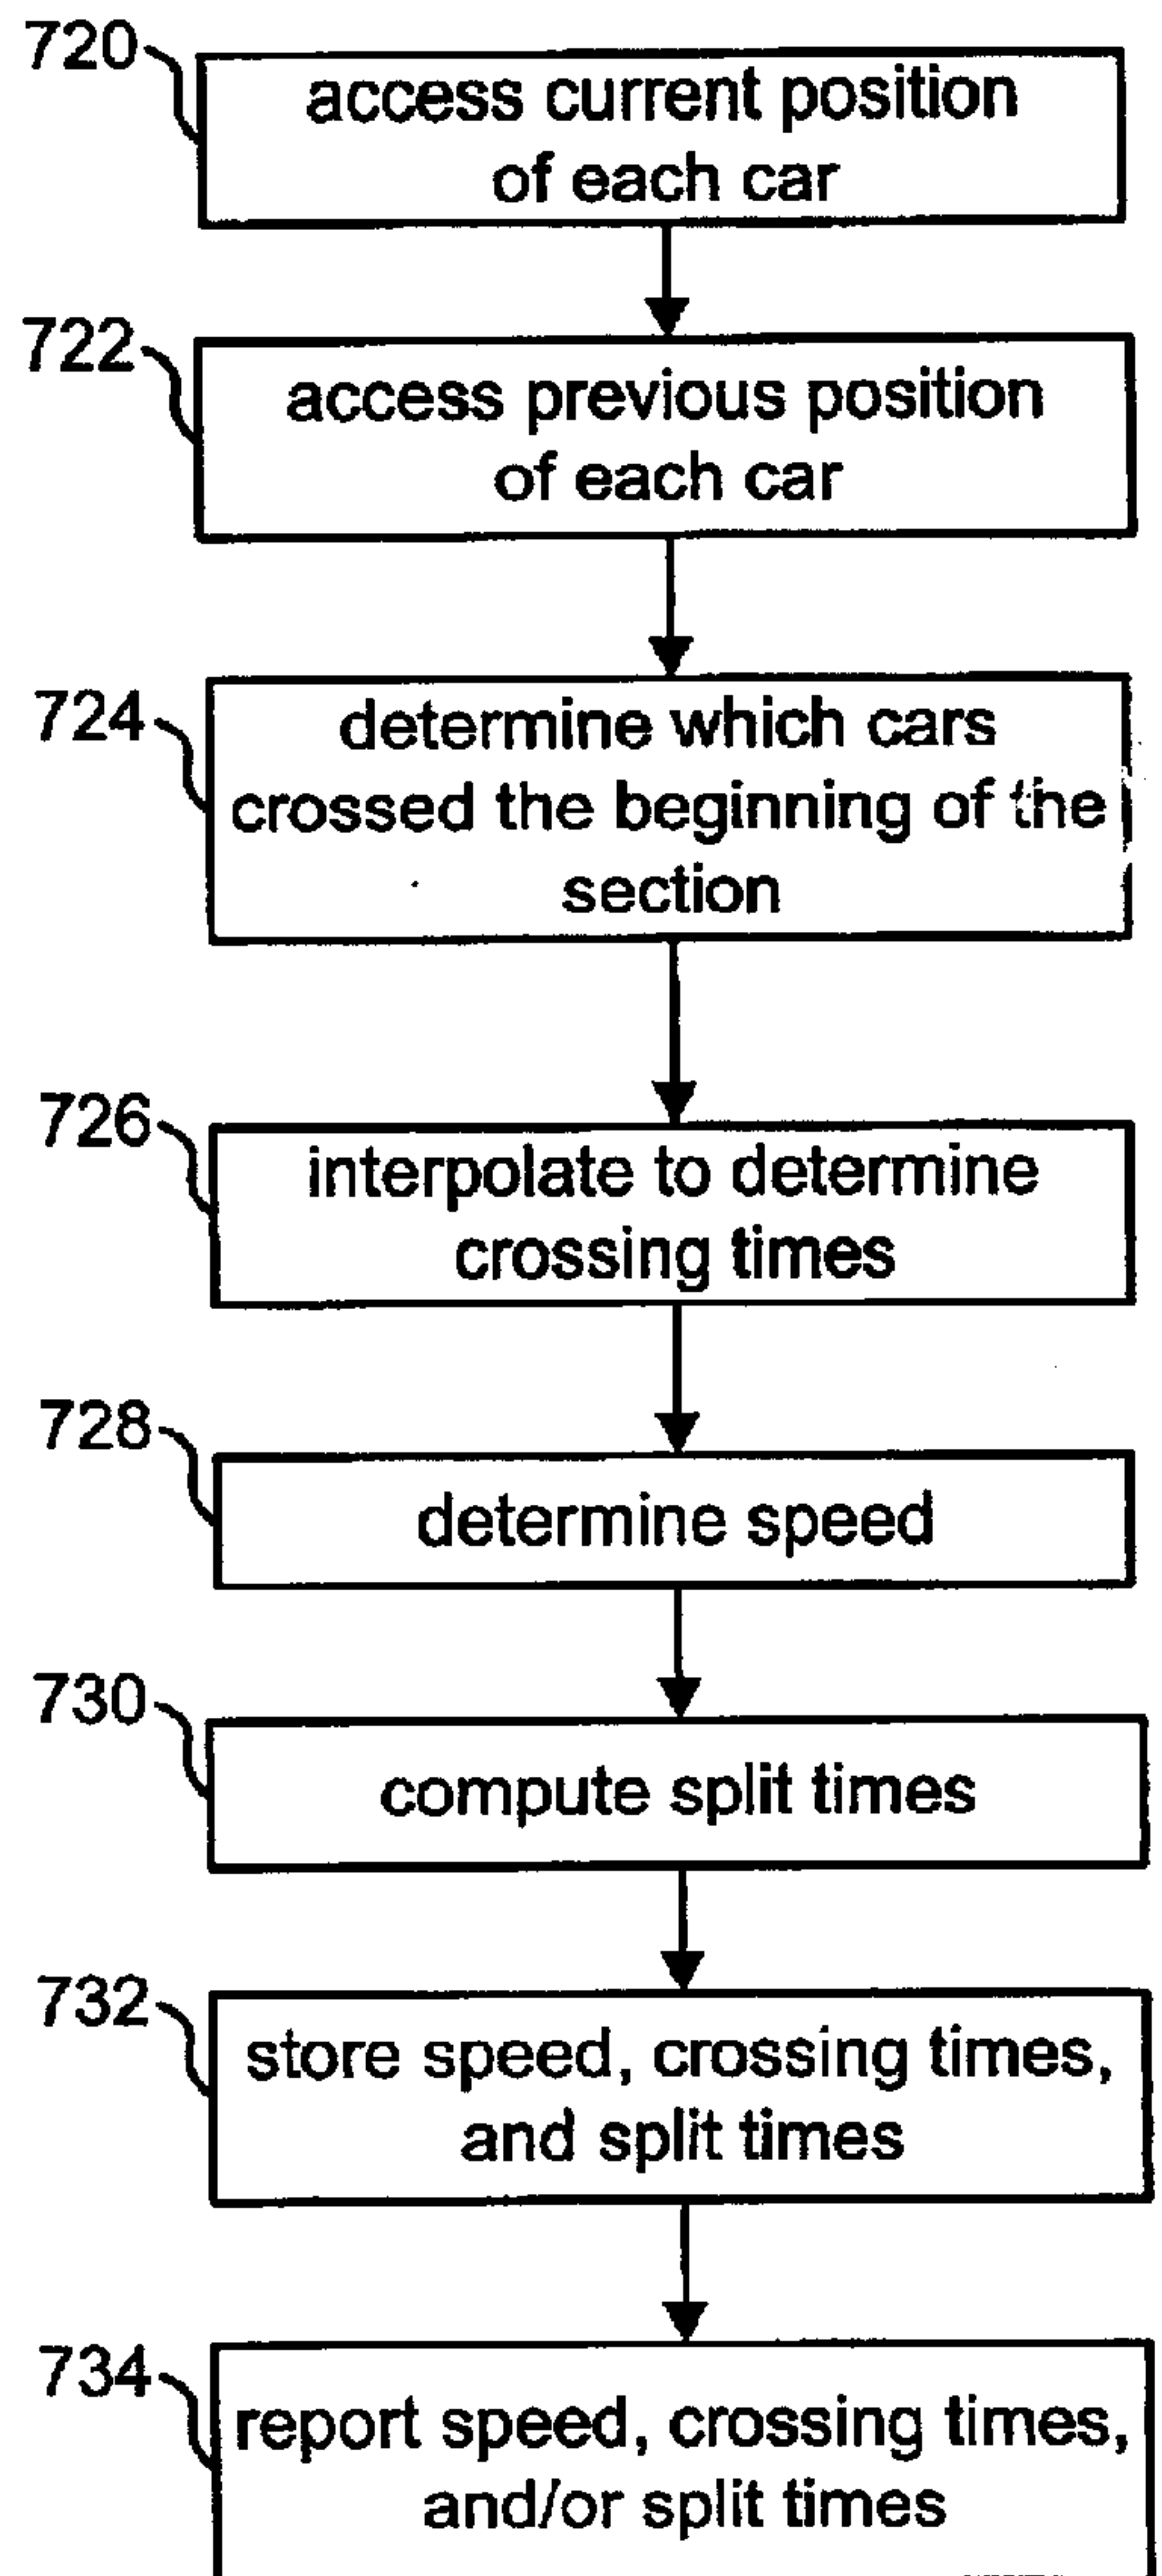 720
access current position
of each car
722
access previous position
of each car
724
determine which cars
crossed the beginning of the
section
726
interpolate to determine
crossing times
728
determine speed
730
compute split times
732
store speed, crossing times,
and split times
734
report speed, crossing times,
and/or split times